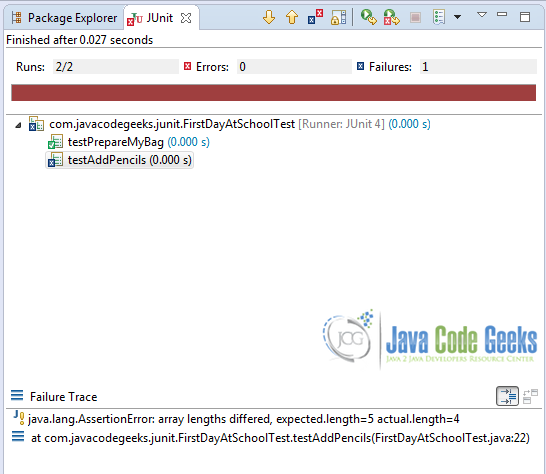 Package Explorer JUnit
Finished after 0.027 seconds
Runs: 2/2 Errors: 0 Failures: 1
com.javacodegeeks.junit.FirstDayAtSchoolTest [Runner: JUnit 4] (0.000 s)
testPrepareMyBag (0.000 s)
testAddPencils (0.000 s)
JCG
Java Code Geeks
JAVA 2 JAVA DEVELOPERS RESOURCE CENTER
Failure Trace
java.lang.AssertionError: array lengths differed, expected.length=5 actual.length=4
at com.javacodegeeks.junit.FirstDayAtSchoolTest.testAddPencils(FirstDayAtSchoolTest.java:22)